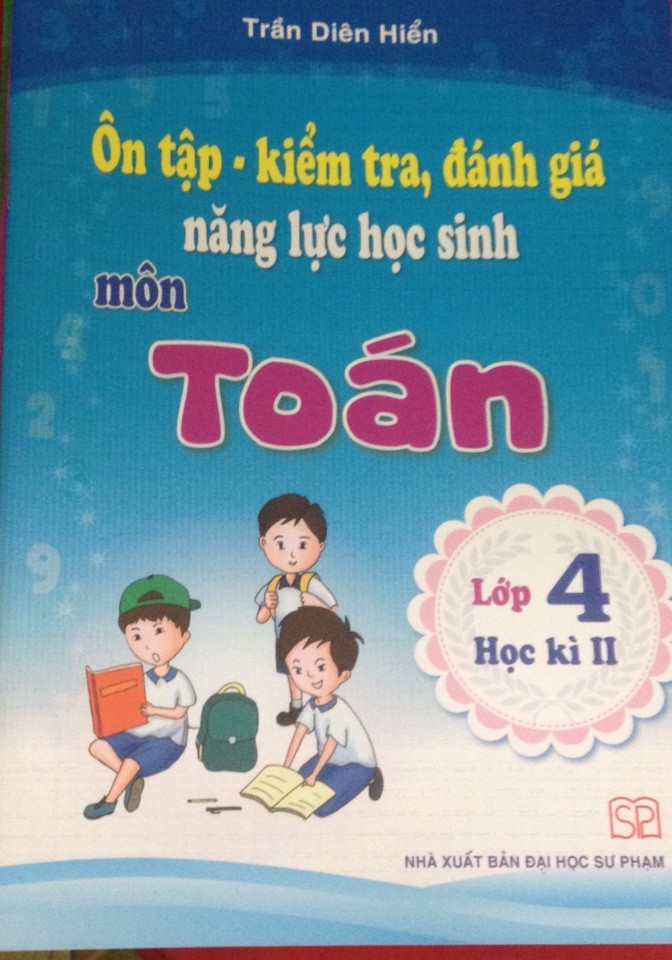 Trần Diên Hiển
Ôn tập - kiểm tra, đánh giá
năng lực học sinh
môn
Toán
Lớp 4
Học kì II
SP
NHÀ XUẤT BẢN ĐẠI HỌC SƯ PHẠM